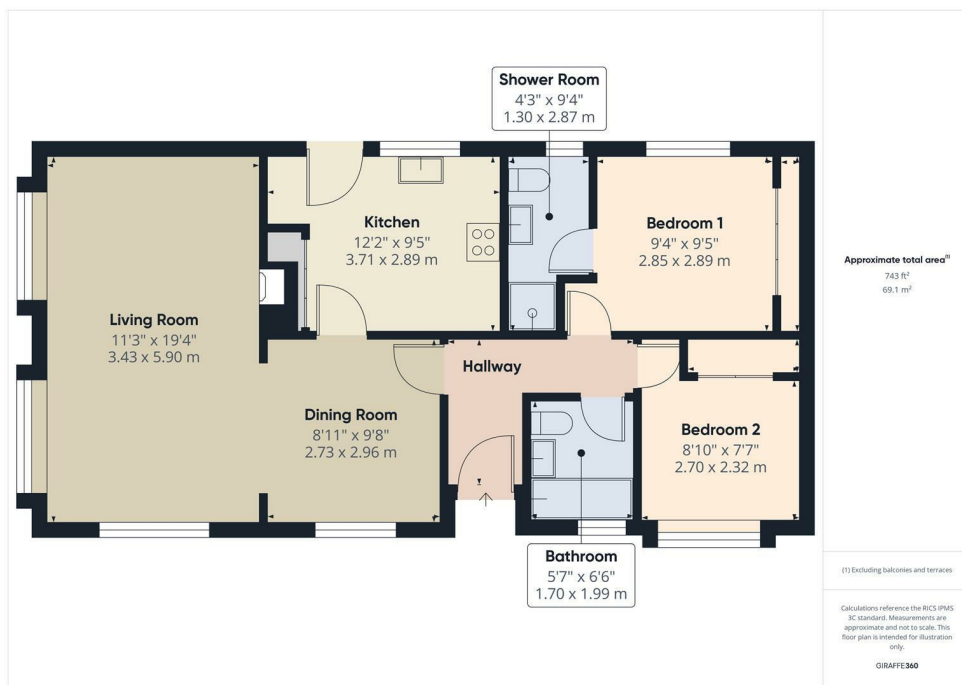 Shower Room
4'3" x 9'4"
1.30 x 2.87 m
Kitchen
12'2" x 9'5"
3.71 x 2.89 m
Bedroom 1
9'4" x 9'5"
2.85 x 2.89 m
Living Room
11'3" x 19'4"
3.43 x 5.90 m
Hallway
Dining Room
8'11" x 9'8"
2.73 x 2.96 m
Bedroom 2
8'10" x 7'7"
2.70 x 2.32 m
Bathroom
5'7" x 6'6"
1.70 x 1.99 m
Approximate total area(1)
743 ft²
69.1 m²
(1) Excluding balconies and terraces
Calculations reference the RICS IPMS
3C standard. Measurements are
approximate and not to scale. This
floor plan is intended for illustration
only.
GIRAFFE360